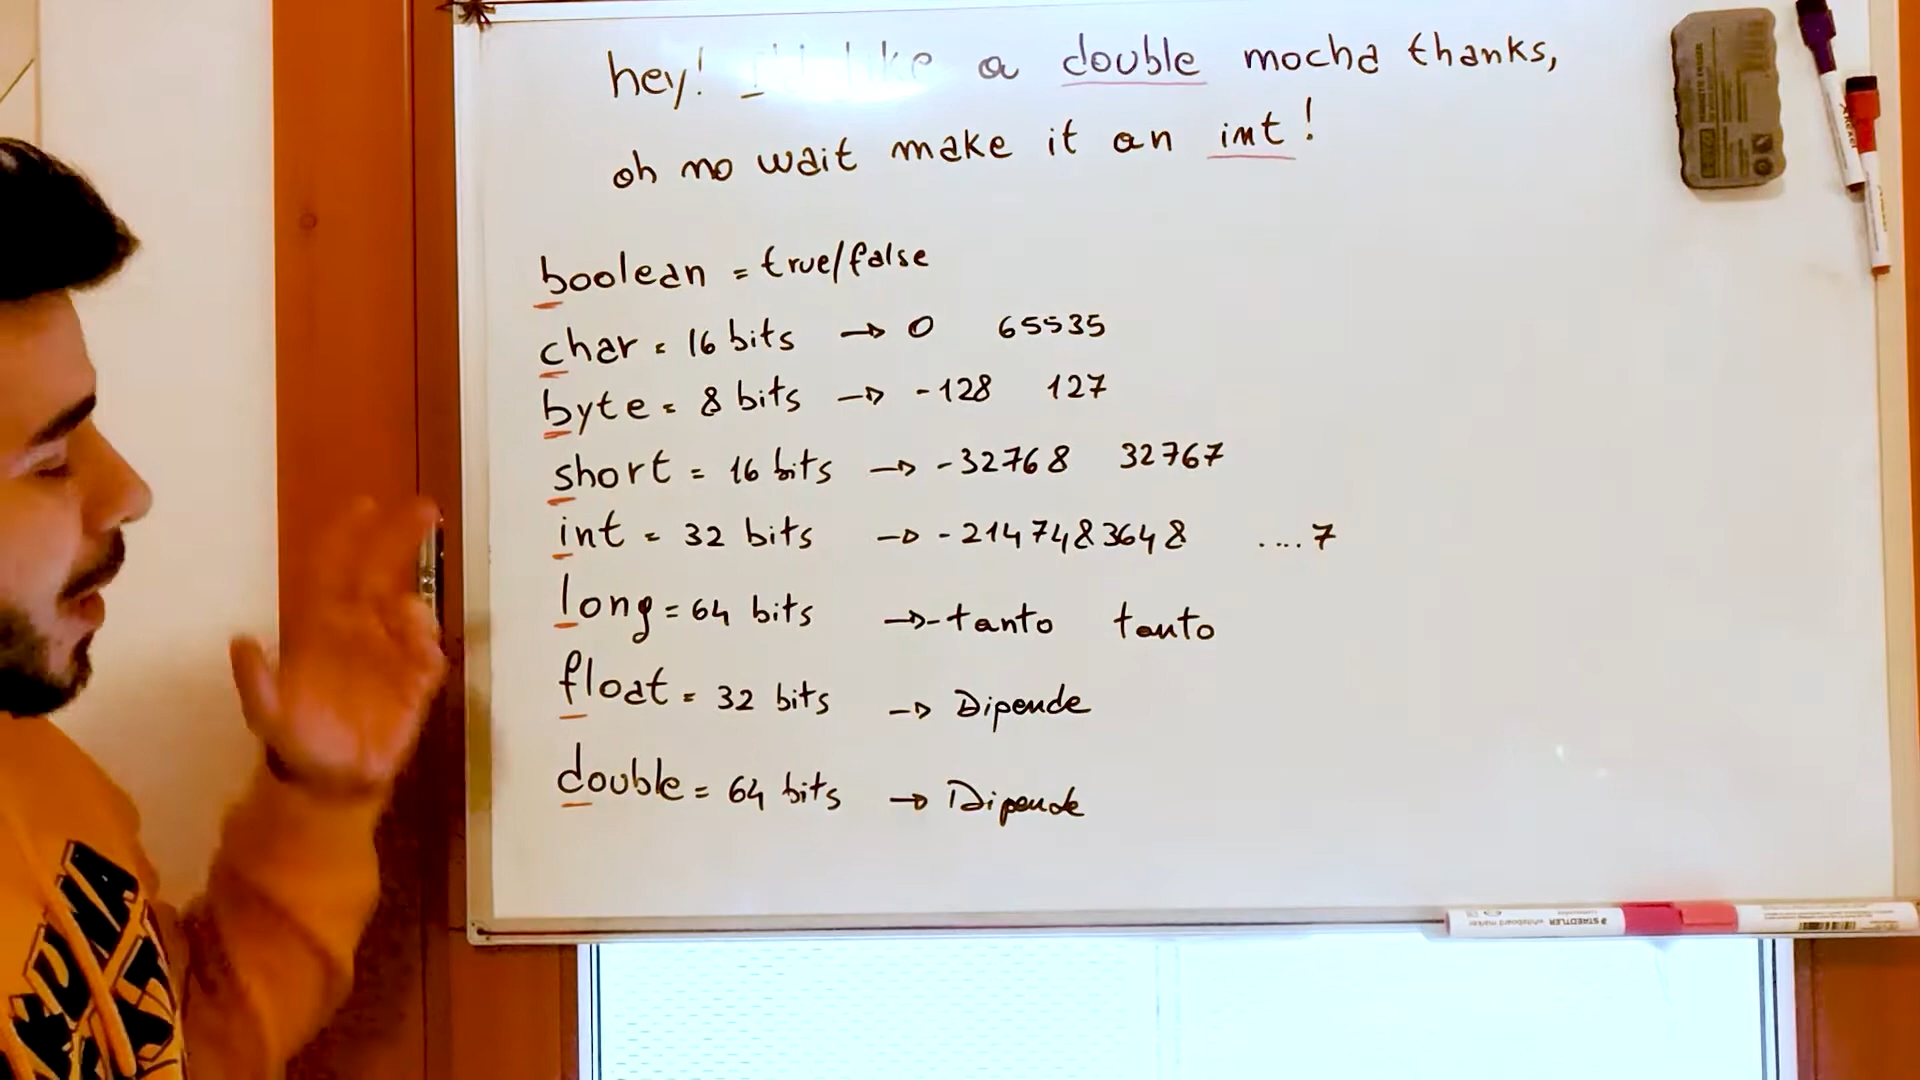 hey! a double mocha thanks,
oh no wait make it an int!
boolean = true/false
char = 16 bits → 0 65535
byte = 8 bits → -128 127
short = 16 bits → -32768 32767
int = 32 bits → -2147483648 ....7
long = 64 bits → -tanto tanto
float = 32 bits → Dipende
double = 64 bits → Dipende
STAEDTLER